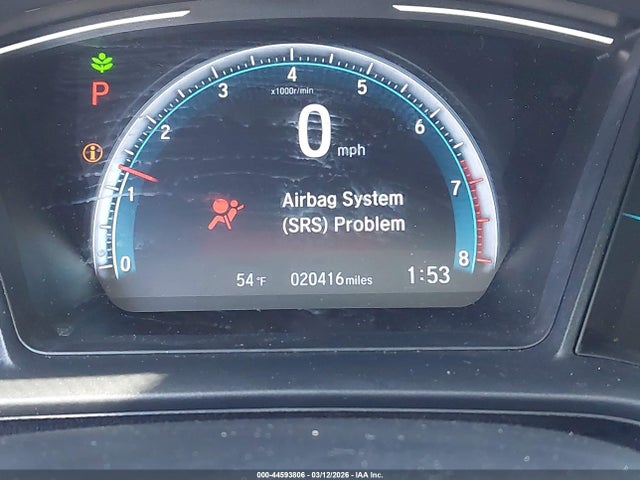 4
3
5
x1000r/min
P
2
0
mph
6
1
7
Airbag System
(SRS) Problem
0
8
54°F
020416 miles
1:53
000-44593806 - 03/12/2026 - IAA Inc.